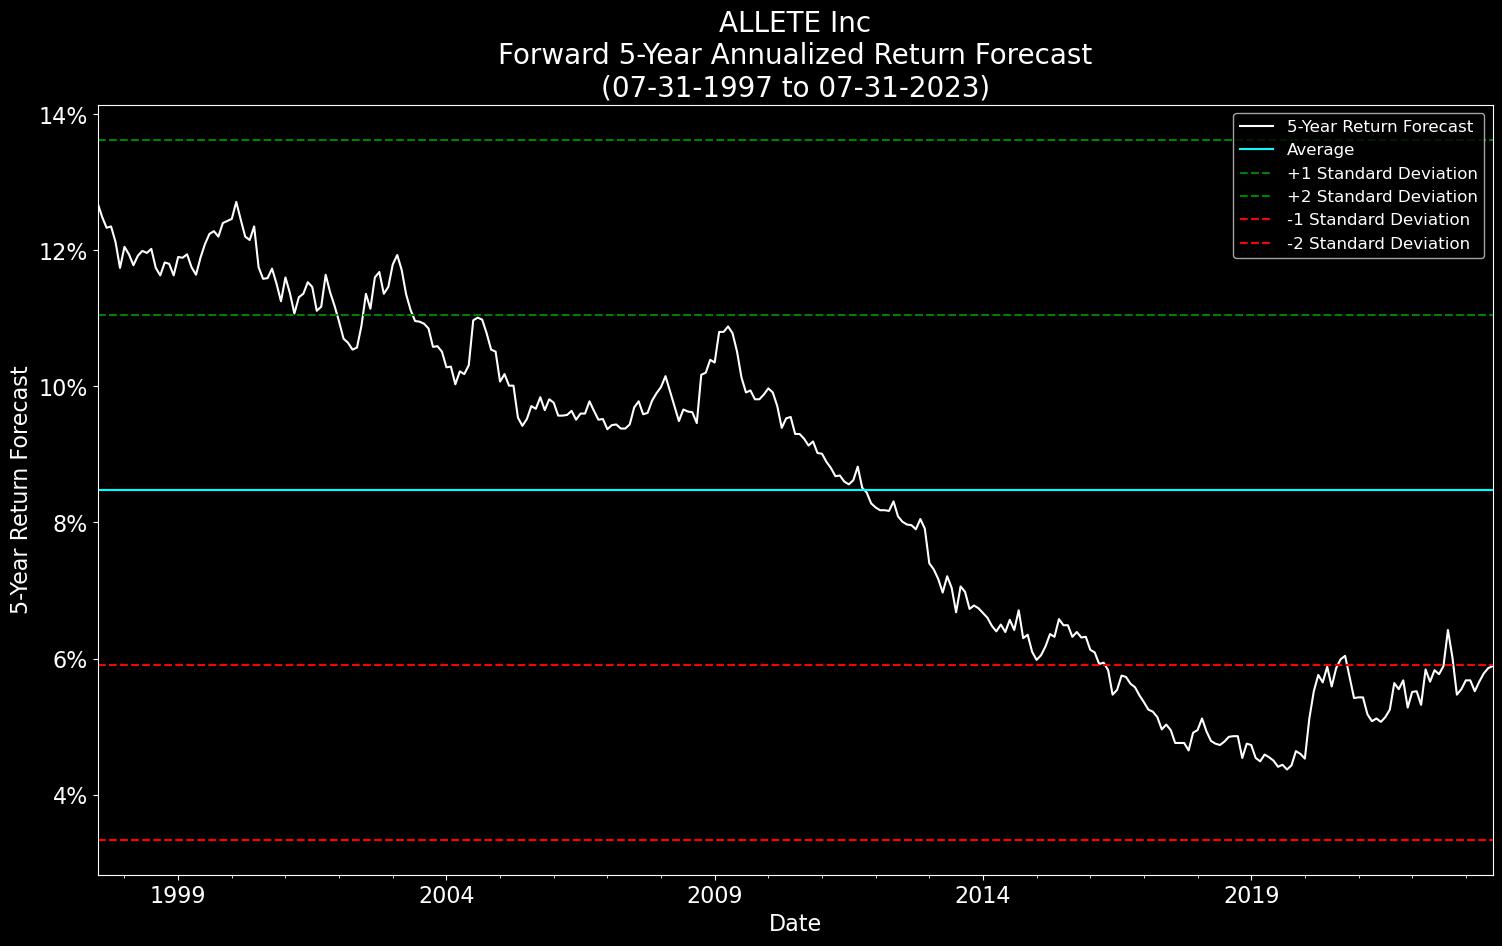 ALLETE Inc
Forward 5-Year Annualized Return Forecast
(07-31-1997 to 07-31-2023)
14%
12%
10%
8%
6%
4%
5-Year Return Forecast
5-Year Return Forecast
Average
+1 Standard Deviation
+2 Standard Deviation
-1 Standard Deviation
-2 Standard Deviation
1999 2004 2009 2014 2019
Date